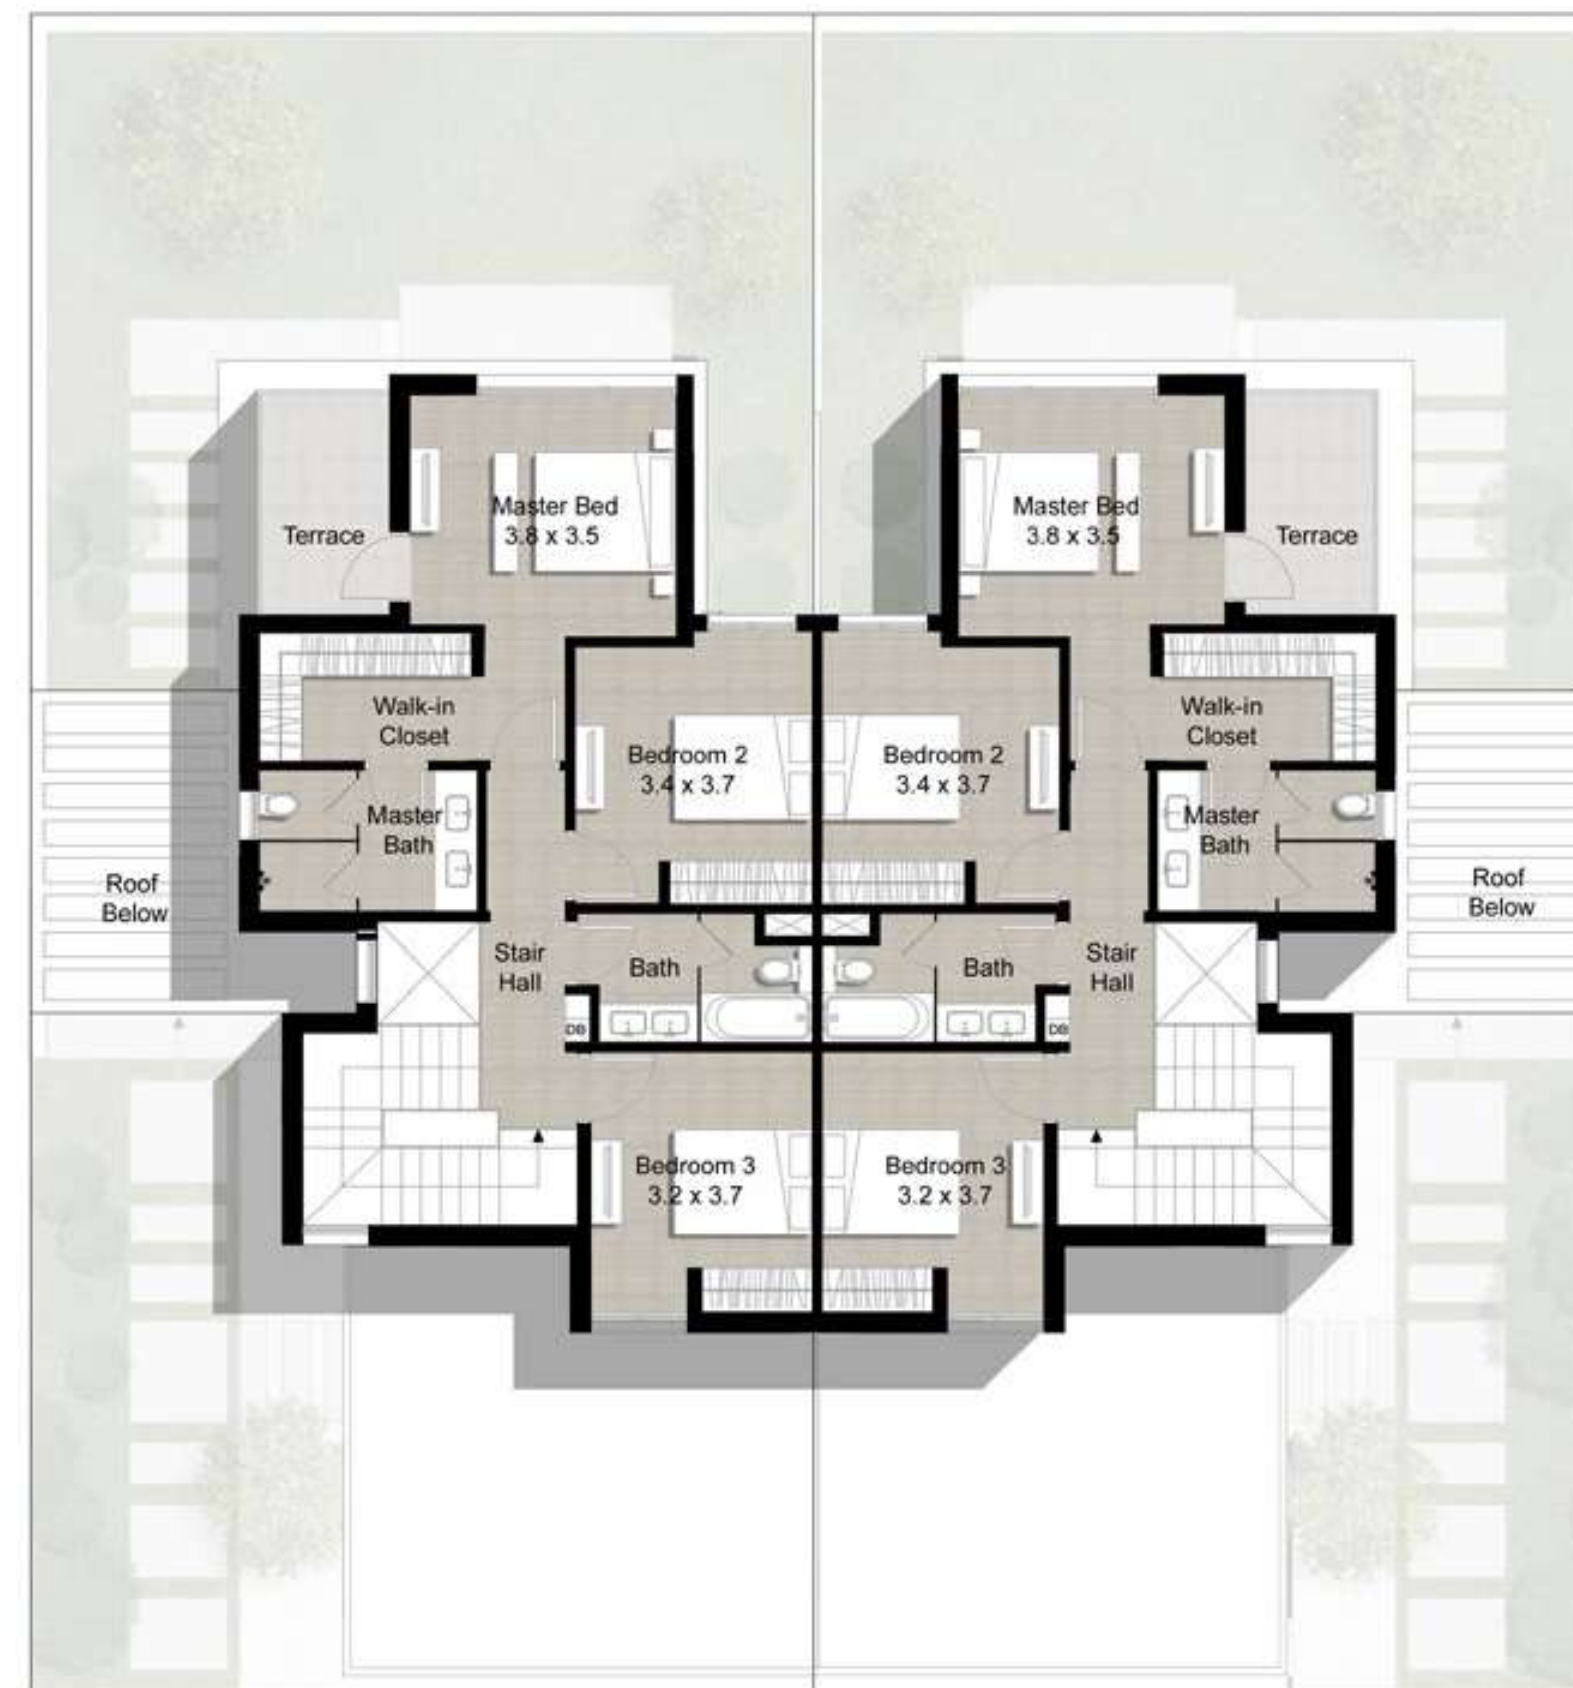 Master Bed
3.8 x 3.5
Master Bed
3.8 x 3.5
Terrace
Terrace
Walk-in
Closet
Walk-in
Closet
Bedroom 2
3.4 x 3.7
Bedroom 2
3.4 x 3.7
Master
Bath
Master
Bath
Roof
Below
Roof
Below
Stair
Hall
Bath
Bath
Stair
Hall
DB
DB
Bedroom 3
3.2 x 3.7
Bedroom 3
3.2 x 3.7